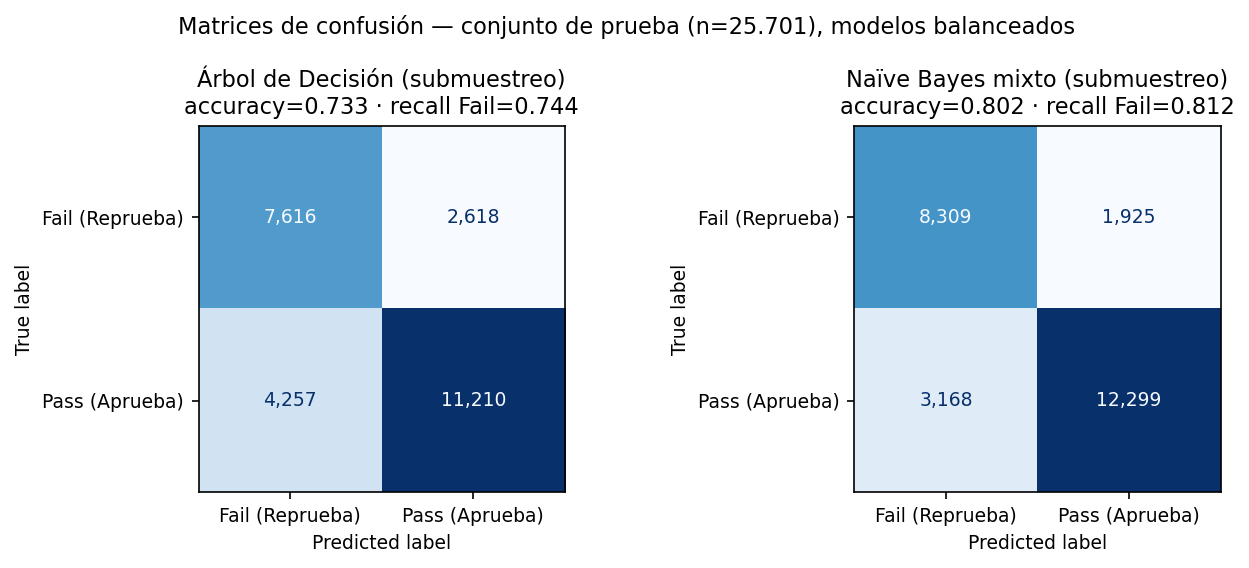 Matrices de confusión — conjunto de prueba (n=25.701), modelos balanceados
Árbol de Decisión (submuestreo)
accuracy=0.733 · recall Fail=0.744
True label
Fail (Reprueba)
7,616
2,618
Pass (Aprueba)
4,257
11,210
Fail (Reprueba)
Pass (Aprueba)
Predicted label
Naïve Bayes mixto (submuestreo)
accuracy=0.802 · recall Fail=0.812
True label
Fail (Reprueba)
8,309
1,925
Pass (Aprueba)
3,168
12,299
Fail (Reprueba)
Pass (Aprueba)
Predicted label